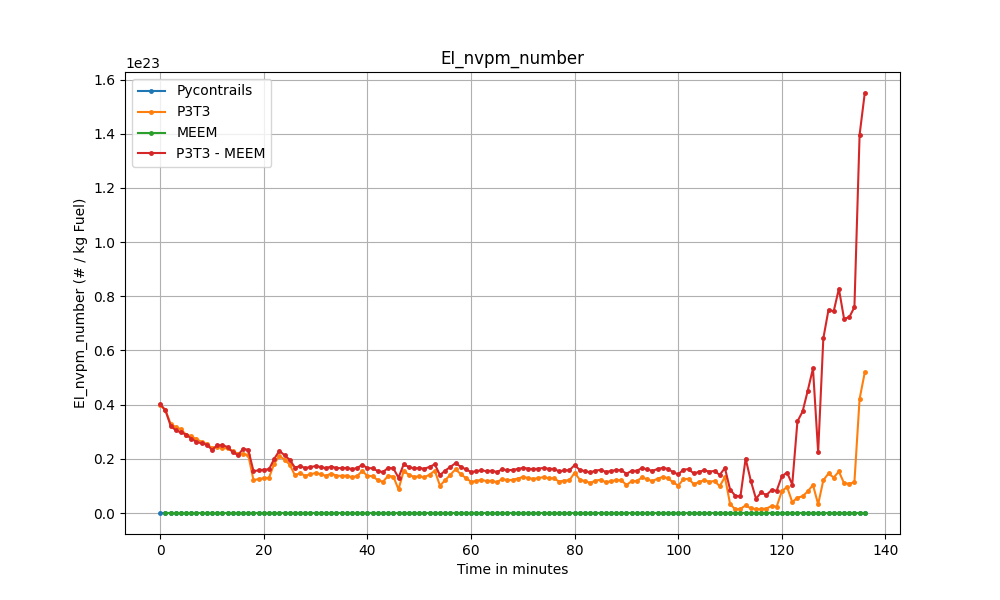 EI_nvpm_number
1e23
Pycontrails
P3T3
MEEM
P3T3 - MEEM
EI_nvpm_number (# / kg Fuel)
1.6
1.4
1.2
1.0
0.8
0.6
0.4
0.2
0.0
0 20 40 60 80 100 120 140
Time in minutes